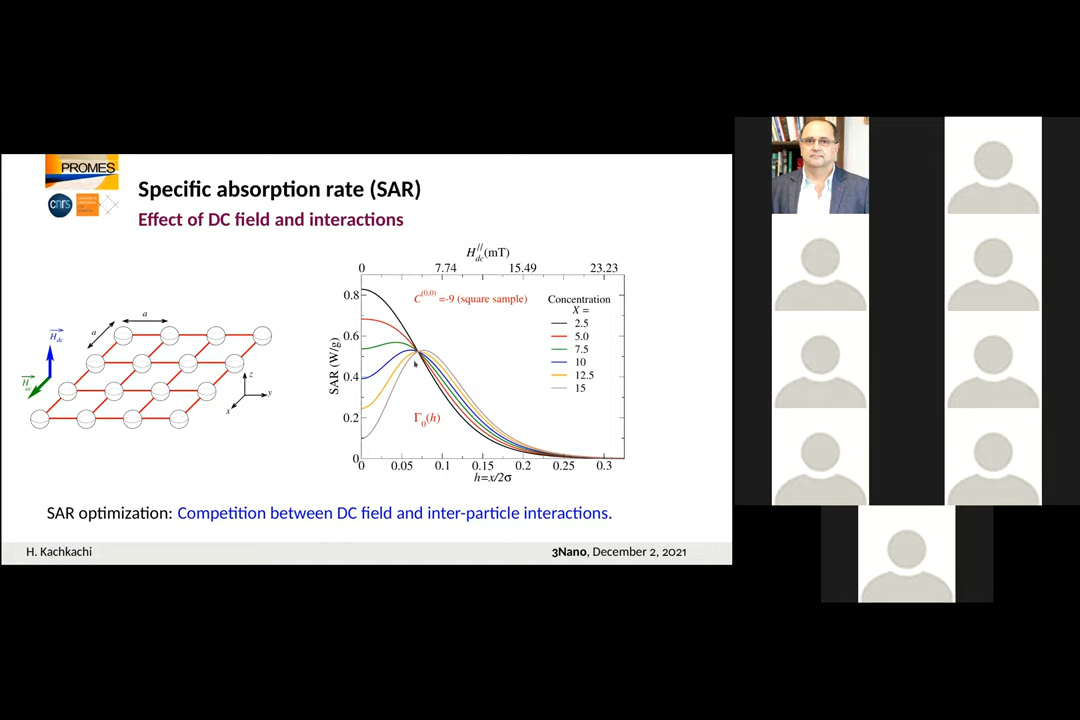 PROMES
cnrs
Specific absorption rate (SAR)
Effect of DC field and interactions
H//dc(mT)
0 7.74 15.49 23.23
C(0,0) =-9 (square sample)
Concentration
X =
2.5
5.0
7.5
10
12.5
15
SAR (W/g)
0.8
0.6
0.4
0.2
0
Γ0(h)
0 0.05 0.1 0.15 0.2 0.25 0.3
h=x/2σ
a
a
Hdc
z
y
x
SAR optimization: Competition between DC field and inter-particle interactions.
H. Kachkachi
3Nano, December 2, 2021